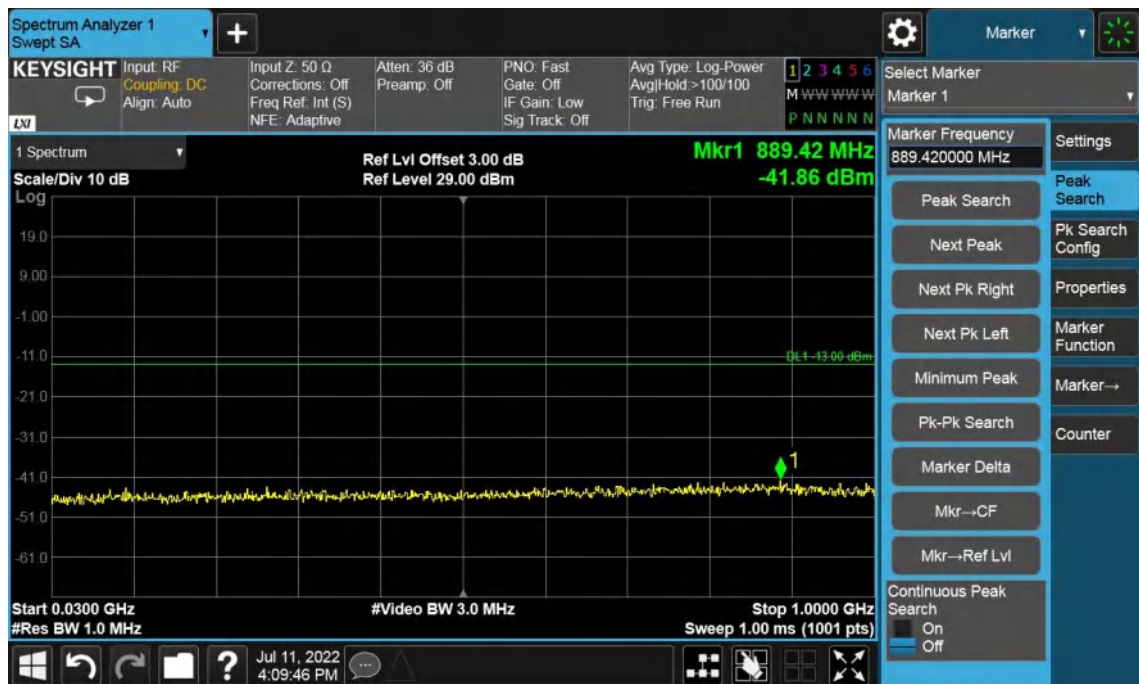 Spectrum Analyzer 1
Swept SA
+
Marker
KEYSIGHT
LXI
Input: RF
Coupling: DC
Align: Auto
Input Z: 50 Ω
Corrections: Off
Freq Ref: Int (S)
NFE: Adaptive
Atten: 36 dB
Preamp: Off
PNO: Fast
Gate: Off
IF Gain: Low
Sig Track: Off
Avg Type: Log-Power
Avg|Hold:>100/100
Trig: Free Run
1 2 3 4 5 6
M W W W W W
P N N N N N
Select Marker
Marker 1
1 Spectrum
Scale/Div 10 dB
Ref Lvl Offset 3.00 dB
Ref Level 29.00 dBm
Mkr1 889.42 MHz
-41.86 dBm
Log
19.0
9.00
-1.00
-11.0
-21.0
-31.0
-41.0
-51.0
-61.0
DL1 -13.00 dBm
1
Start 0.0300 GHz
#Res BW 1.0 MHz
#Video BW 3.0 MHz
Stop 1.0000 GHz
Sweep 1.00 ms (1001 pts)
Marker Frequency
889.420000 MHz
Peak Search
Next Peak
Next Pk Right
Next Pk Left
Minimum Peak
Pk-Pk Search
Marker Delta
Mkr→CF
Mkr→Ref Lvl
Continuous Peak
Search
On
Off
Settings
Peak
Search
Pk Search
Config
Properties
Marker
Function
Marker→
Counter
?
Jul 11, 2022
4:09:46 PM